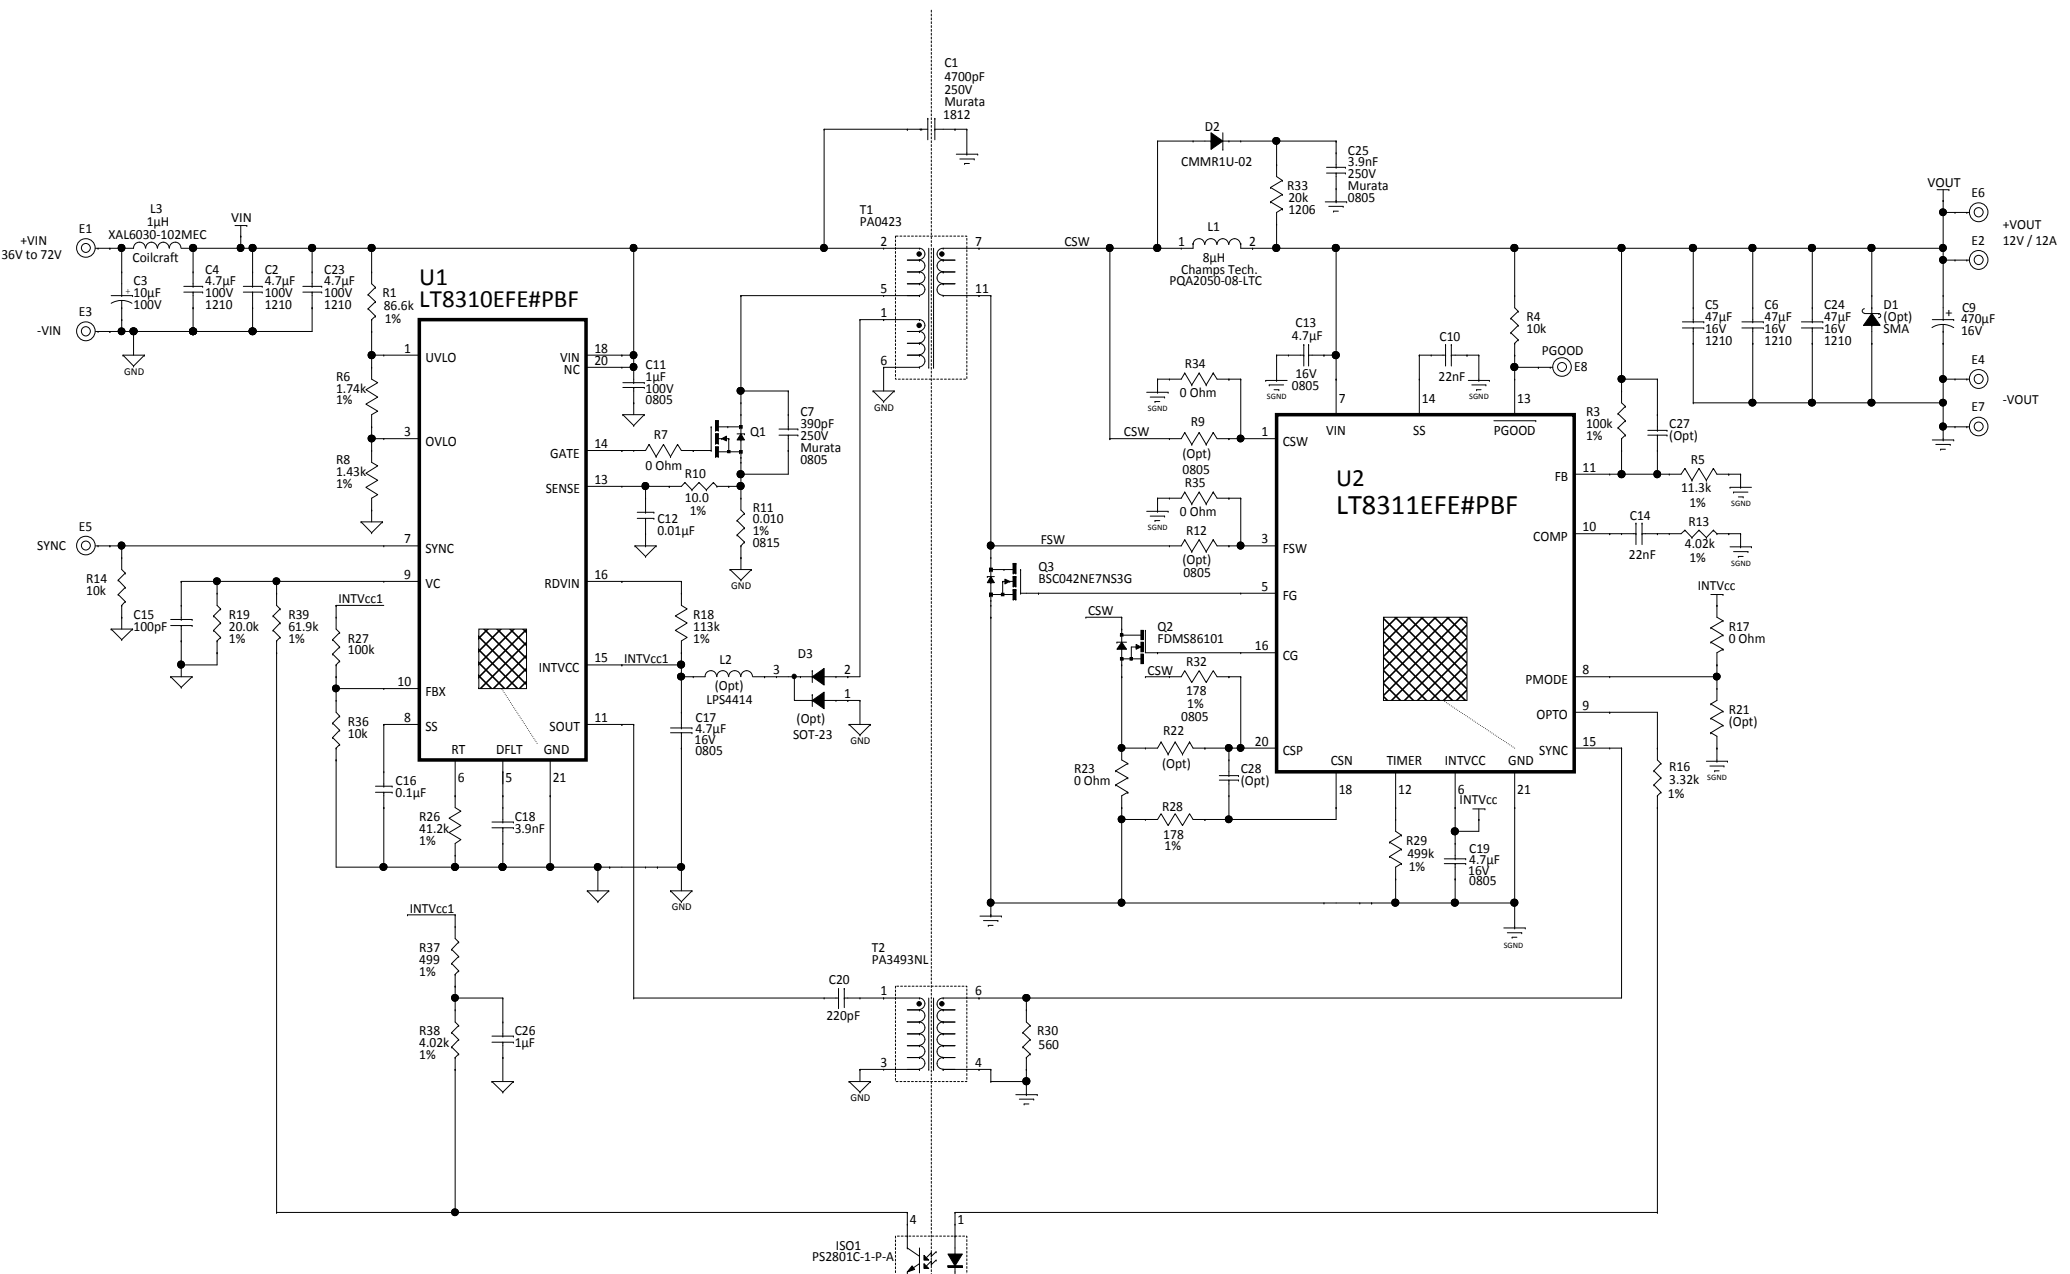 C1
4700pF
250V
Murata
1812
D2
CMMR1U-02
R33
20k
1206
C25
3.9nF
250V
Murata
0805
+VIN
36V to 72V
E1
L3
1µH
XAL6030-102MEC
Coilcraft
VIN
E3
-VIN
C3
10µF
100V
+
GND
C4
4.7µF
100V
1210
C2
4.7µF
100V
1210
C23
4.7µF
100V
1210
R1
86.6k
1%
R6
1.74k
1%
R8
1.43k
1%
U1
LT8310EFE#PBF
1
UVLO
3
OVLO
7
SYNC
9
VC
10
FBX
8
SS
VIN
18
NC
20
GATE
14
SENSE
13
RDVIN
16
INTVCC
15
SOUT
11
RT
DFLT
GND
6
5
21
C11
1µF
100V
0805
R7
0 Ohm
Q1
C7
390pF
250V
Murata
0805
R10
10.0
1%
C12
0.01µF
R11
0.010
1%
0815
GND
T1
PA0423
2
5
1
6
7
11
GND
E5
SYNC
R14
10k
C15
100pF
R19
20.0k
1%
R39
61.9k
1%
INTVcc1
R27
100k
R36
10k
C16
0.1µF
R26
41.2k
1%
C18
3.9nF
R18
113k
1%
INTVcc1
L2
(Opt)
LPS4414
D3
3
2
1
(Opt)
SOT-23
GND
C17
4.7µF
16V
0805
GND
INTVcc1
R37
499
1%
R38
4.02k
1%
C26
1µF
C20
220pF
T2
PA3493NL
1
3
6
4
GND
R30
560
ISO1
PS2801C-1-P-A
4
1
CSW
L1
1
2
8µH
Champs Tech.
PQA2050-08-LTC
C13
4.7µF
16V
0805
SGND
C10
22nF
SGND
R4
10k
PGOOD
E8
R34
0 Ohm
SGND
CSW
R9
(Opt)
0805
R35
0 Ohm
SGND
FSW
R12
(Opt)
0805
Q3
BSC042NE7NS3G
CSW
Q2
FDMS86101
CSW
R32
178
1%
0805
R22
(Opt)
R23
0 Ohm
C28
(Opt)
R28
178
1%
U2
LT8311EFE#PBF
7
VIN
14
SS
13
PGOOD
1
CSW
3
FSW
5
FG
16
CG
20
CSP
CSN
18
TIMER
12
INTVCC
6
GND
21
FB
11
COMP
10
PMODE
8
OPTO
9
SYNC
15
R29
499k
1%
INTVcc
C19
4.7µF
16V
0805
SGND
R3
100k
1%
C27
(Opt)
R5
11.3k
1%
SGND
C14
22nF
R13
4.02k
1%
SGND
INTVcc
R17
0 Ohm
R21
(Opt)
SGND
R16
3.32k
1%
C5
47µF
16V
1210
C6
47µF
16V
1210
C24
47µF
16V
1210
D1
(Opt)
SMA
+
C9
470µF
16V
VOUT
E6
+VOUT
12V / 12A
E2
E4
-VOUT
E7